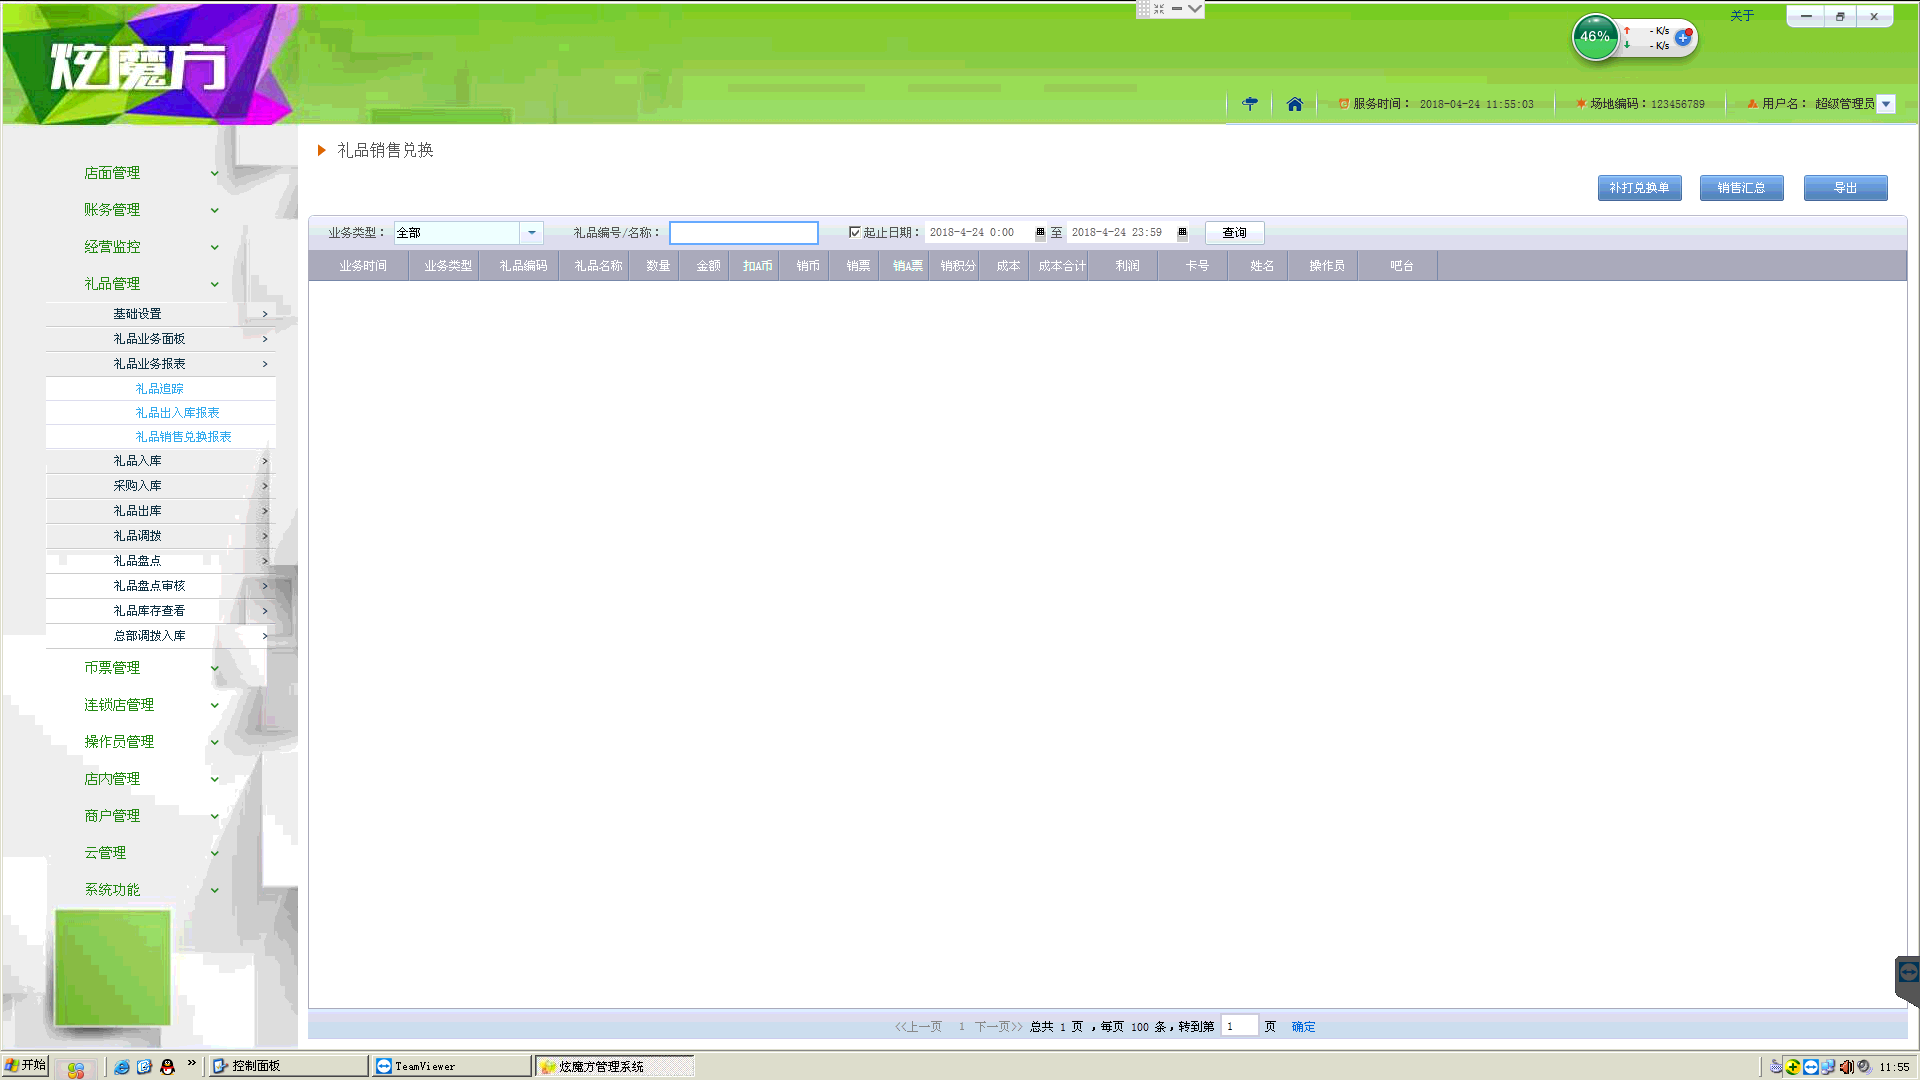 炫魔方
关于
46%
- K/s
- K/s
服务时间： 2018-04-24 11:55:03
场地编码：123456789
用户名： 超级管理员
店面管理
账务管理
经营监控
礼品管理
基础设置
礼品业务面板
礼品业务报表
礼品追踪
礼品出入库报表
礼品销售兑换报表
礼品入库
采购入库
礼品出库
礼品调拨
礼品盘点
礼品盘点审核
礼品库存查看
总部调拨入库
币票管理
连锁店管理
操作员管理
店内管理
商户管理
云管理
系统功能
礼品销售兑换
补打兑换单 销售汇总 导出
业务类型： 全部 礼品编号/名称： 起止日期： 2018-4-24 0:00 至 2018-4-24 23:59 查询
业务时间 业务类型 礼品编码 礼品名称 数量 金额 扣A币 销币 销票 销A票 销积分 成本 成本合计 利润 卡号 姓名 操作员 吧台
<<上一页 1 下一页>> 总共 1 页 ，每页 100 条，转到第 1 页 确定
开始 控制面板 TeamViewer 炫魔方管理系统 11:55